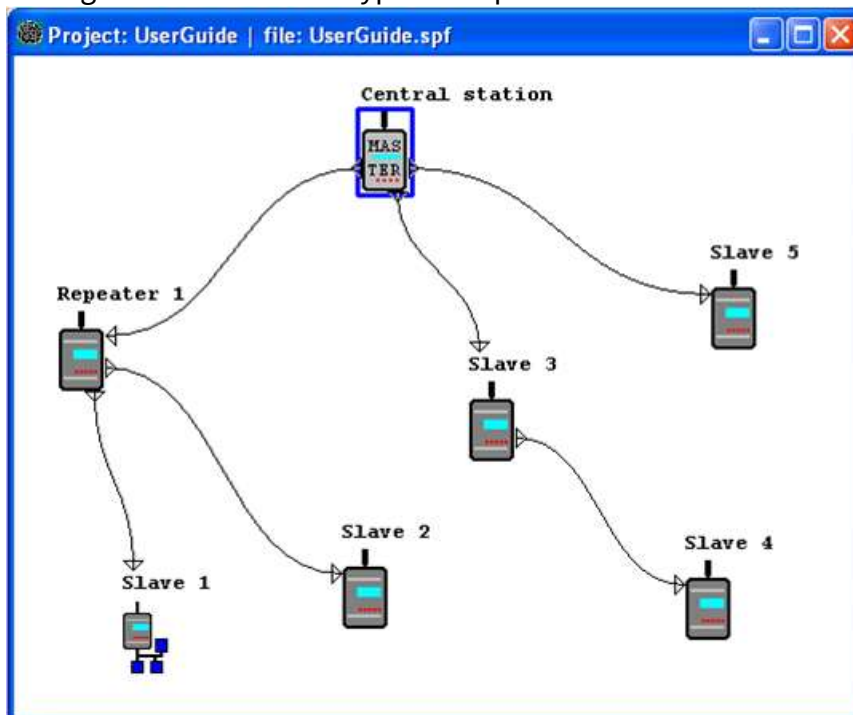 Project: UserGuide | file: UserGuide.spf
Central station
MAS
TER
Slave 5
Repeater 1
Slave 3
Slave 2
Slave 4
Slave 1